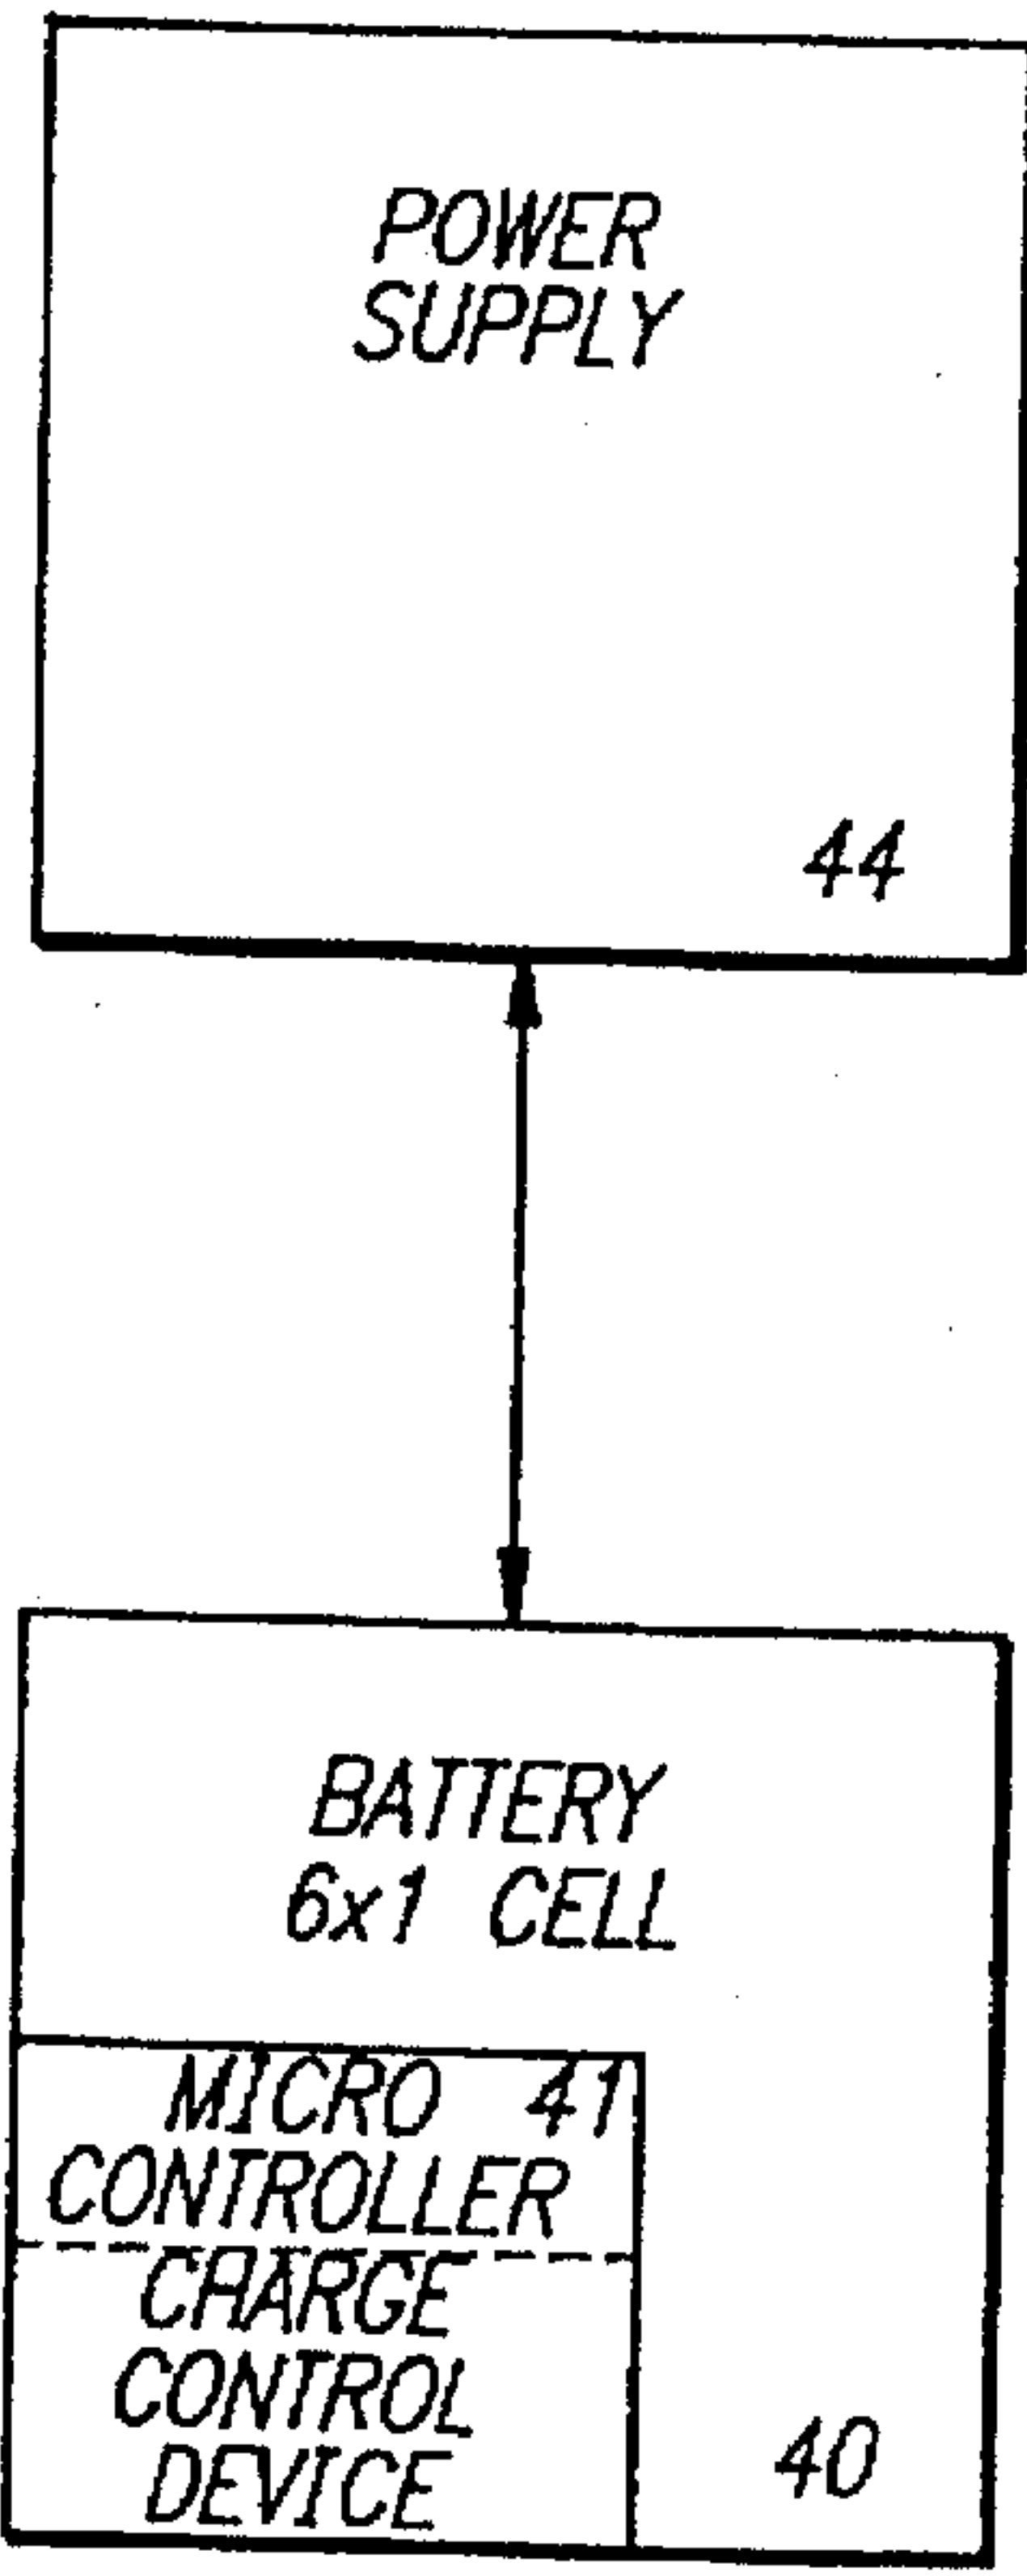 POWER
SUPPLY
44
BATTERY
6x1 CELL
MICRO 41
CONTROLLER
CHARGE
CONTROL
DEVICE
40